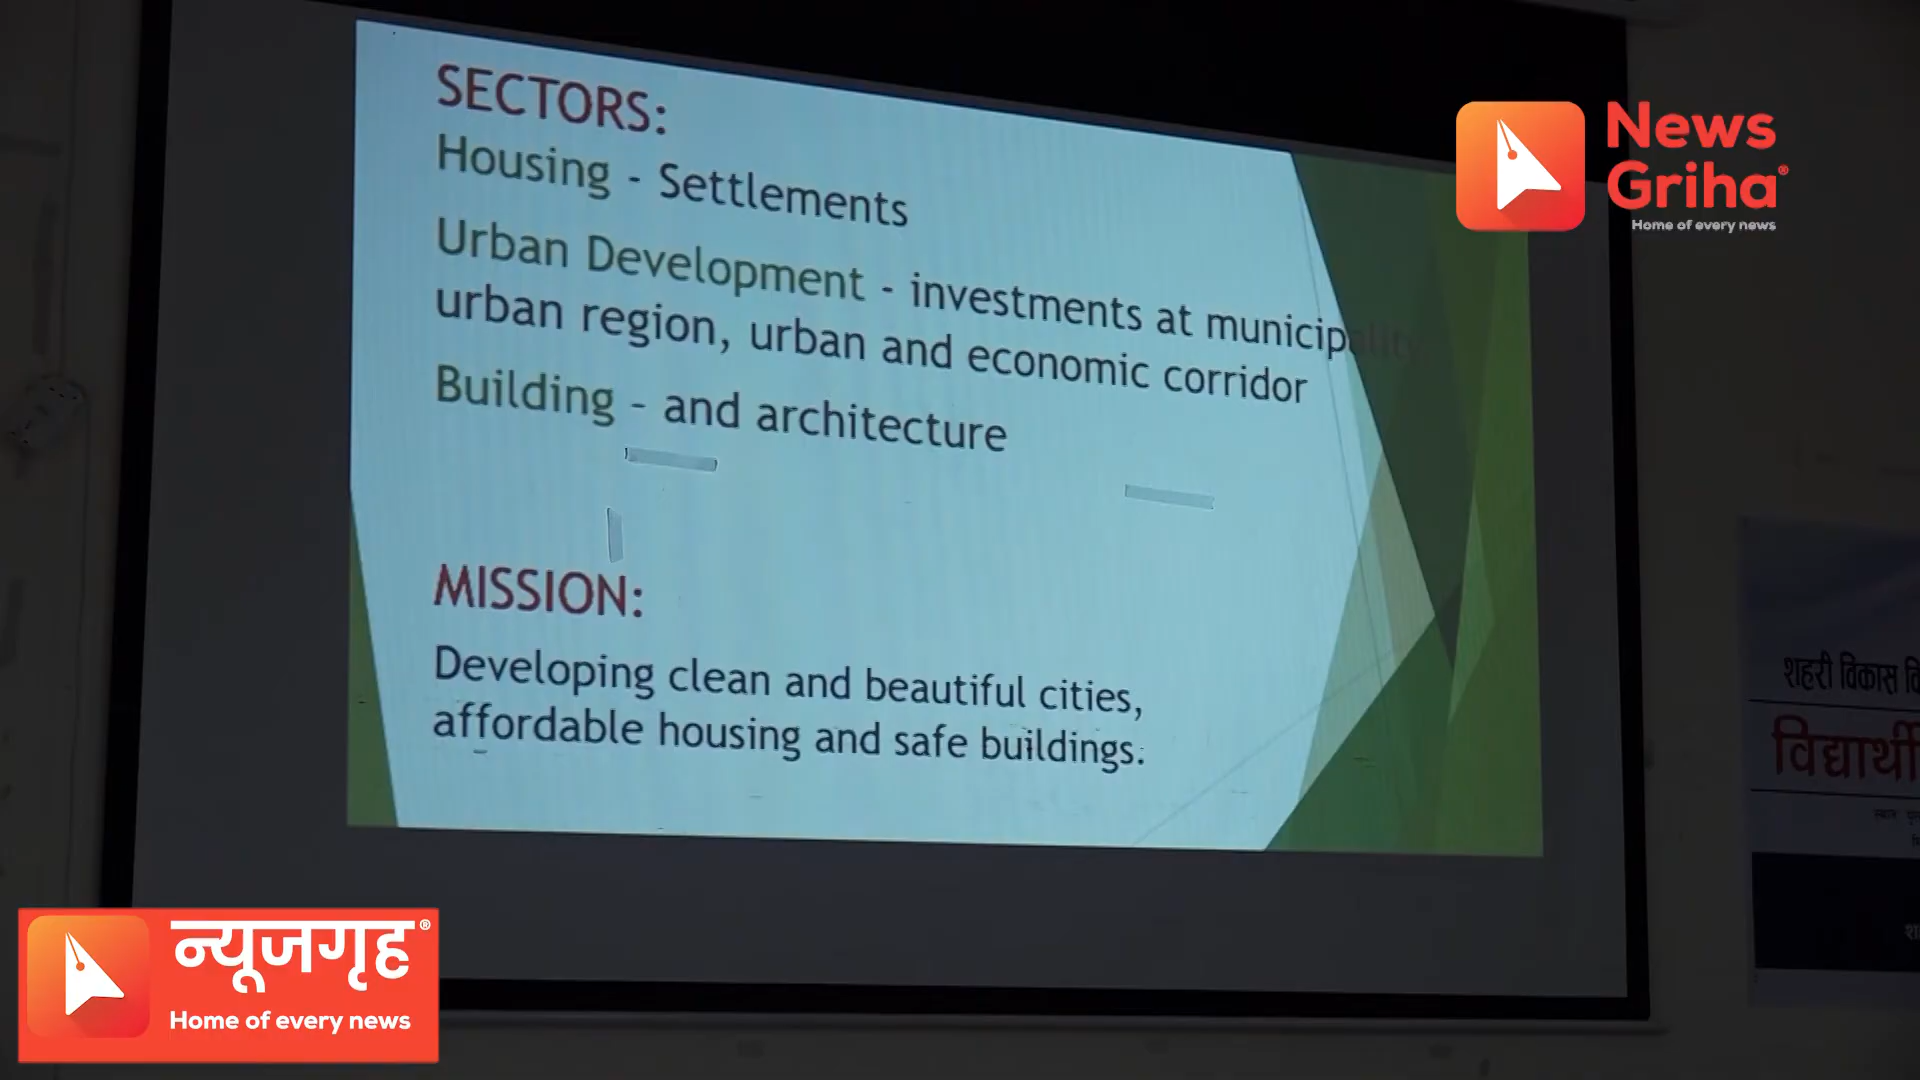 SECTORS:
Housing - Settlements
Urban Development - investments at municipality,
urban region, urban and economic corridor
Building - and architecture
MISSION:
Developing clean and beautiful cities,
affordable housing and safe buildings.
News
Griha®
Home of every news
शहरी विकास
विद्यार्थी
न्यूजगृह®
Home of every news